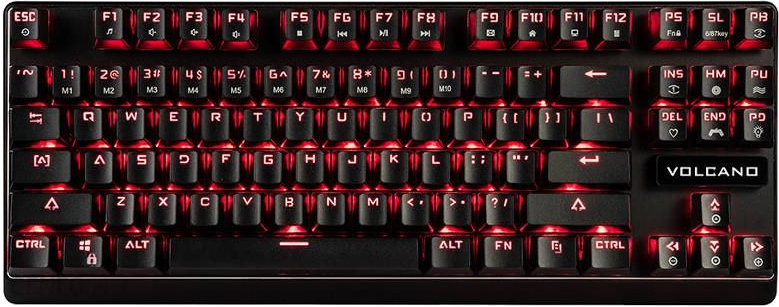 ESC F1 F2 F3 F4 F5 F6 F7 F8 F9 F10 F11 F12 PS SL PB
Fn 6/87key
`~ 1! 2@ 3# 4$ 5% 6^ 7& 8* 9( 0) -- =+ INS HM PU
M1 M2 M3 M4 M5 M6 M7 M8 M9 M10
Q W E R T Y U I O P [{ ]} |\ DEL END PD
[A] A S D F G H J K L ;: '" VOLCANO
Z X C V B N M <, >. ?/
CTRL ALT ALT FN CTRL